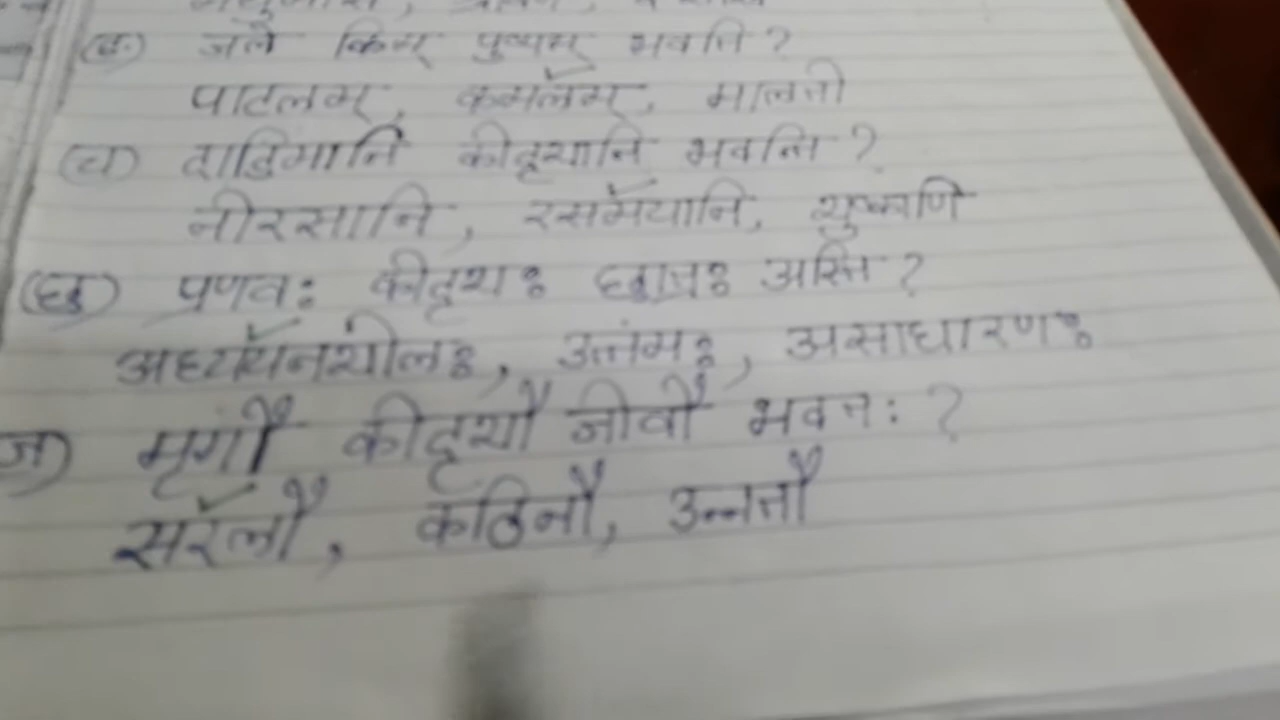 (ङ) जले किम् पुष्पम् भवति?
पाटलम्, कमलम्, मालती
(च) दाडिमानि कीदृशानि भवन्ति?
नीरसानि, रसमयानि, शुष्काणि
(छ) प्रणवः कीदृशः छात्रः अस्ति?
अध्ययनशीलः, उत्तमः, असाधारणः
ज) मृगौ कीदृशौ जीवौ भवतः?
सरलौ, कठिनौ, उन्नतौ